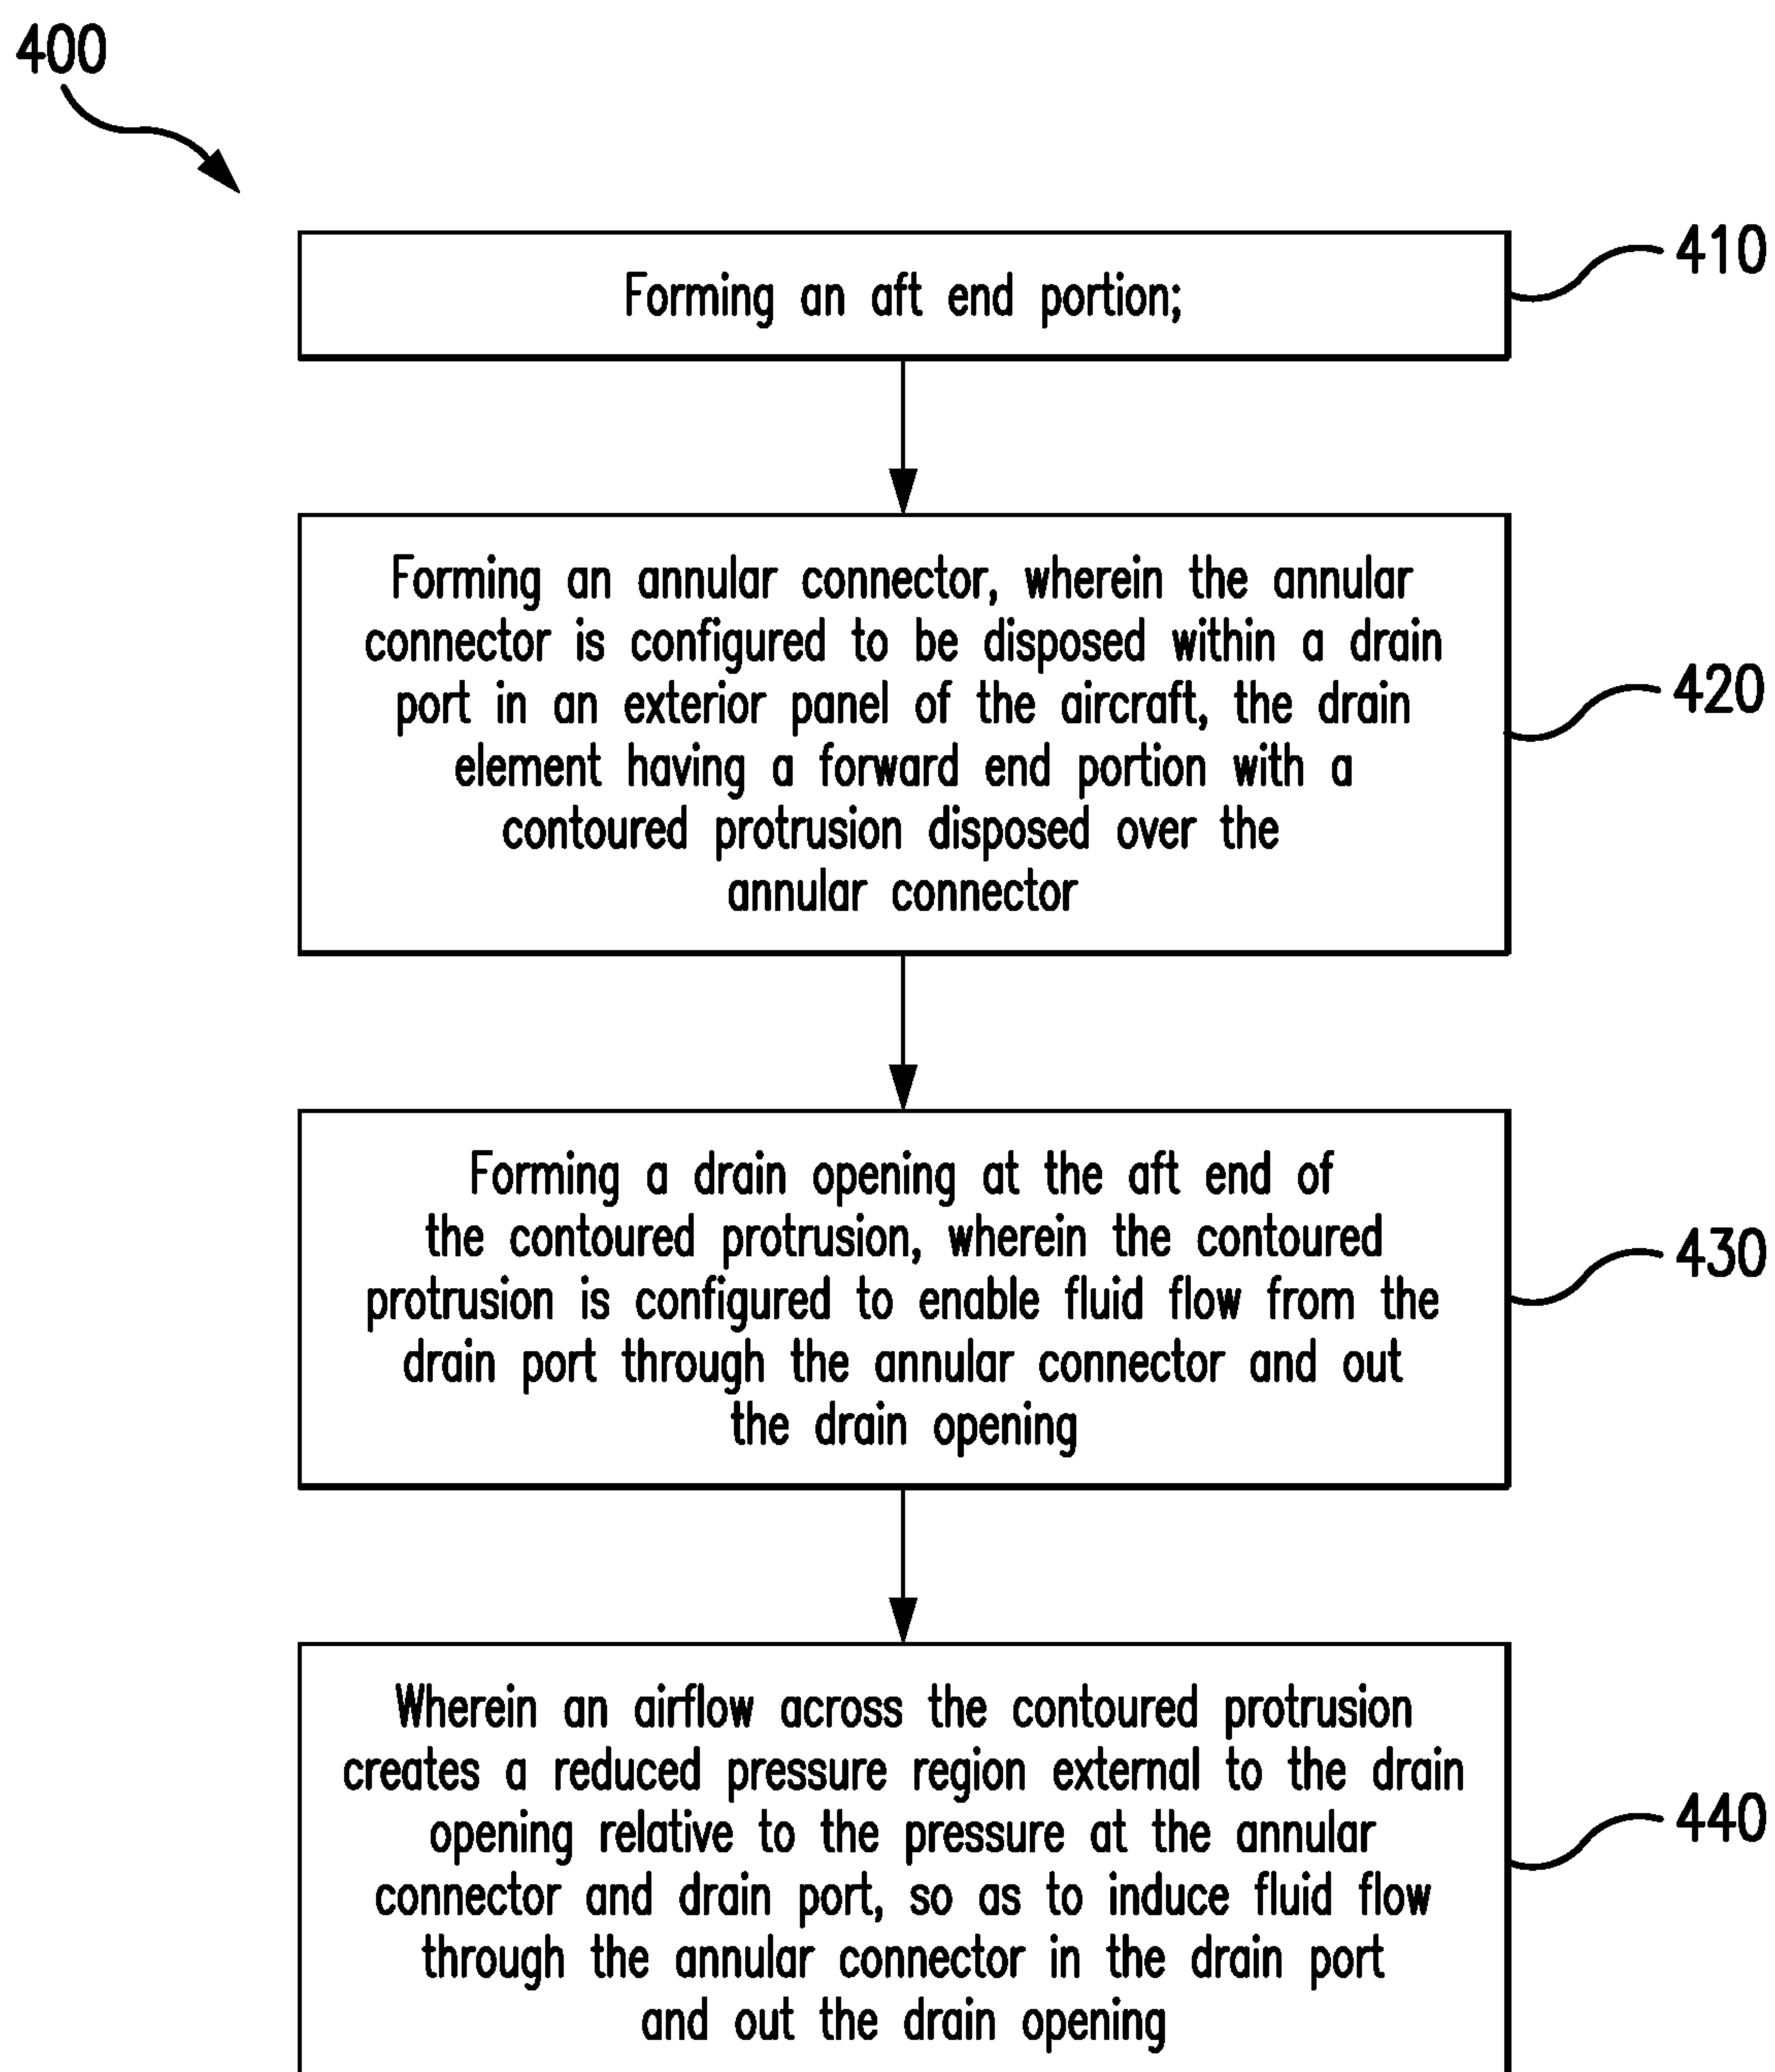 400
410
Forming an aft end portion;
Forming an annular connector, wherein the annular
connector is configured to be disposed within a drain
port in an exterior panel of the aircraft, the drain
element having a forward end portion with a
contoured protrusion disposed over the
annular connector
420
Forming a drain opening at the aft end of
the contoured protrusion, wherein the contoured
protrusion is configured to enable fluid flow from the
drain port through the annular connector and out
the drain opening
430
Wherein an airflow across the contoured protrusion
creates a reduced pressure region external to the drain
opening relative to the pressure at the annular
connector and drain port, so as to induce fluid flow
through the annular connector in the drain port
and out the drain opening
440